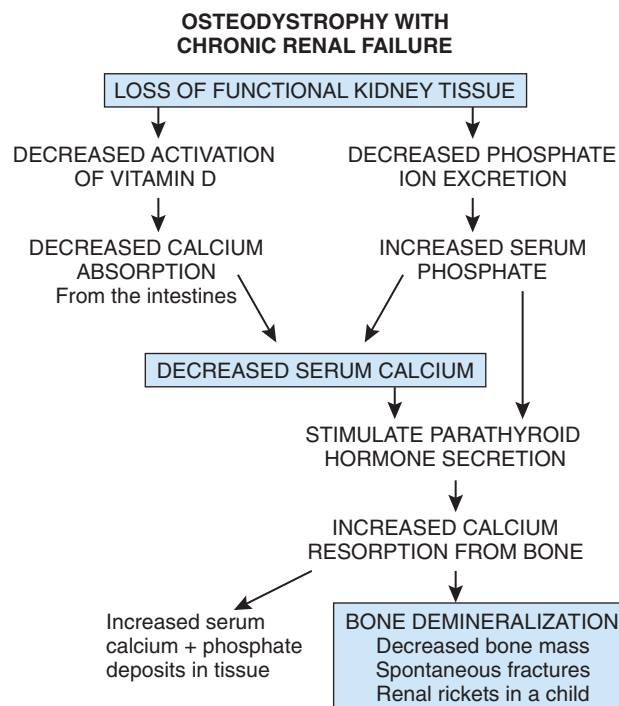 OSTEODYSTROPHY WITH
CHRONIC RENAL FAILURE
LOSS OF FUNCTIONAL KIDNEY TISSUE
DECREASED ACTIVATION
OF VITAMIN D
DECREASED PHOSPHATE
ION EXCRETION
DECREASED CALCIUM
ABSORPTION
From the intestines
INCREASED SERUM
PHOSPHATE
DECREASED SERUM CALCIUM
STIMULATE PARATHYROID
HORMONE SECRETION
INCREASED CALCIUM
RESORPTION FROM BONE
Increased serum
calcium + phosphate
deposits in tissue
BONE DEMINERALIZATION
Decreased bone mass
Spontaneous fractures
Renal rickets in a child